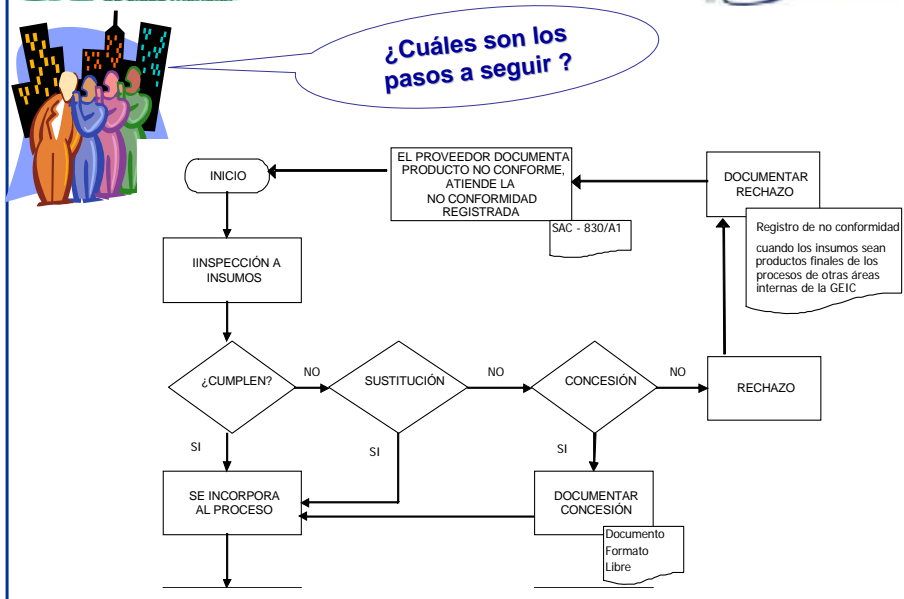 ¿Cuáles son los
pasos a seguir ?
INICIO
EL PROVEEDOR DOCUMENTA
PRODUCTO NO CONFORME,
ATIENDE LA
NO CONFORMIDAD
REGISTRADA
SAC - 830/A1
DOCUMENTAR
RECHAZO
Registro de no conformidad
cuando los insumos sean
productos finales de los
procesos de otras áreas
internas de la GEIC
IINSPECCIÓN A
INSUMOS
¿CUMPLEN?
NO
SUSTITUCIÓN
NO
CONCESIÓN
NO
RECHAZO
SI
SI
SI
SE INCORPORA
AL PROCESO
DOCUMENTAR
CONCESIÓN
Documento
Formato
Libre